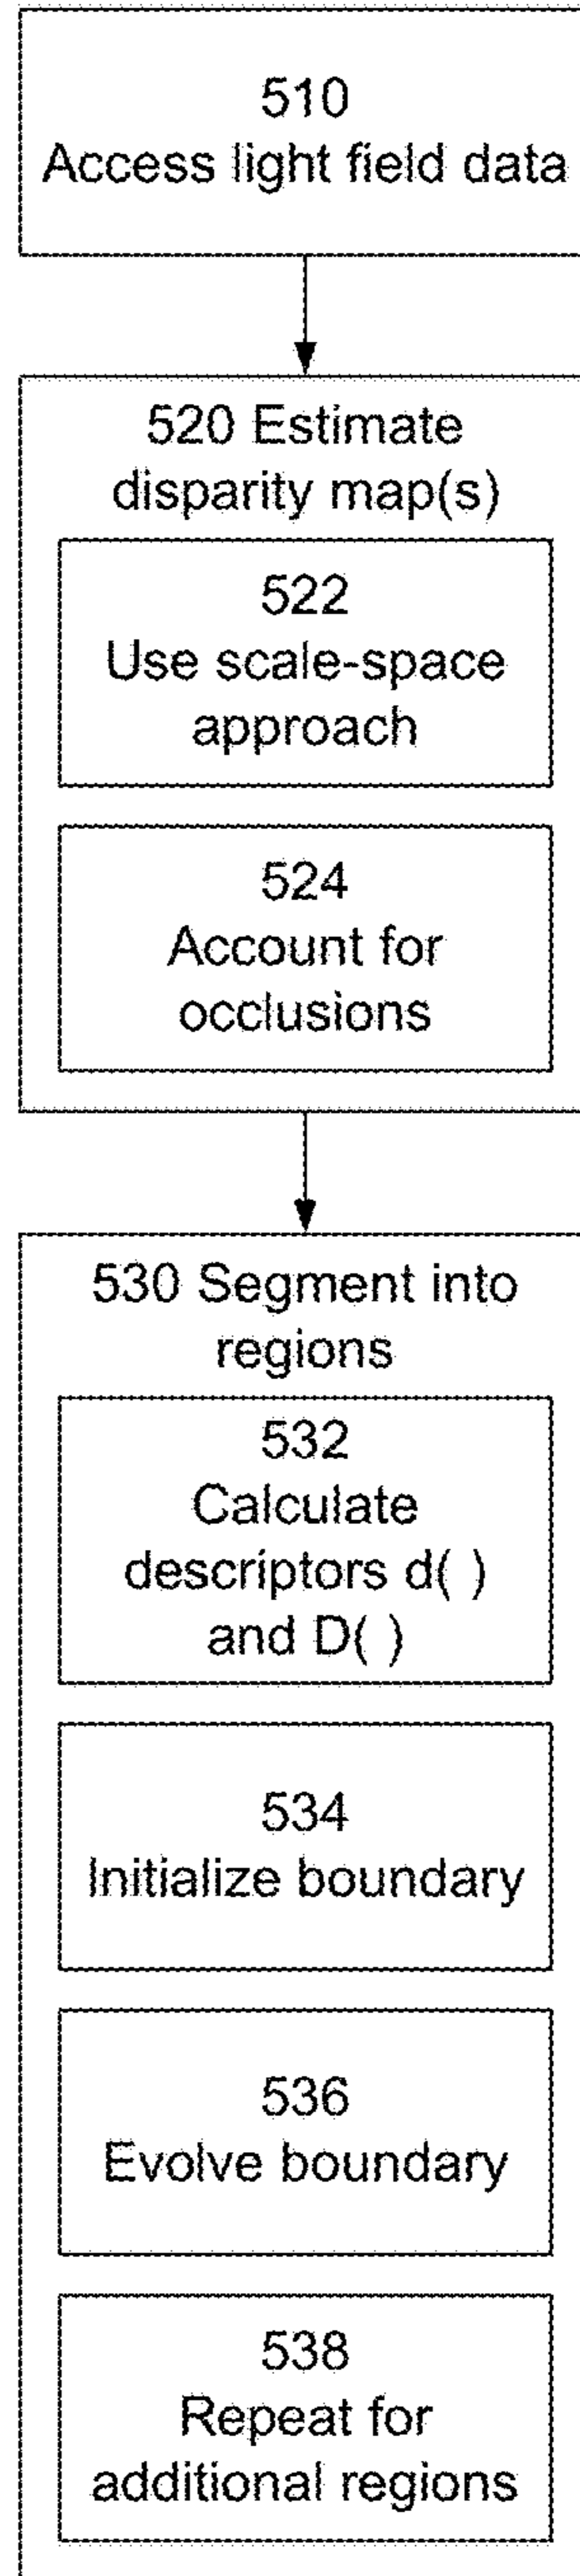 510
Access light field data
520 Estimate
disparity map(s)
522
Use scale-space
approach
524
Account for
occlusions
530 Segment into
regions
532
Calculate
descriptors d( )
and D( )
534
Initialize boundary
536
Evolve boundary
538
Repeat for
additional regions